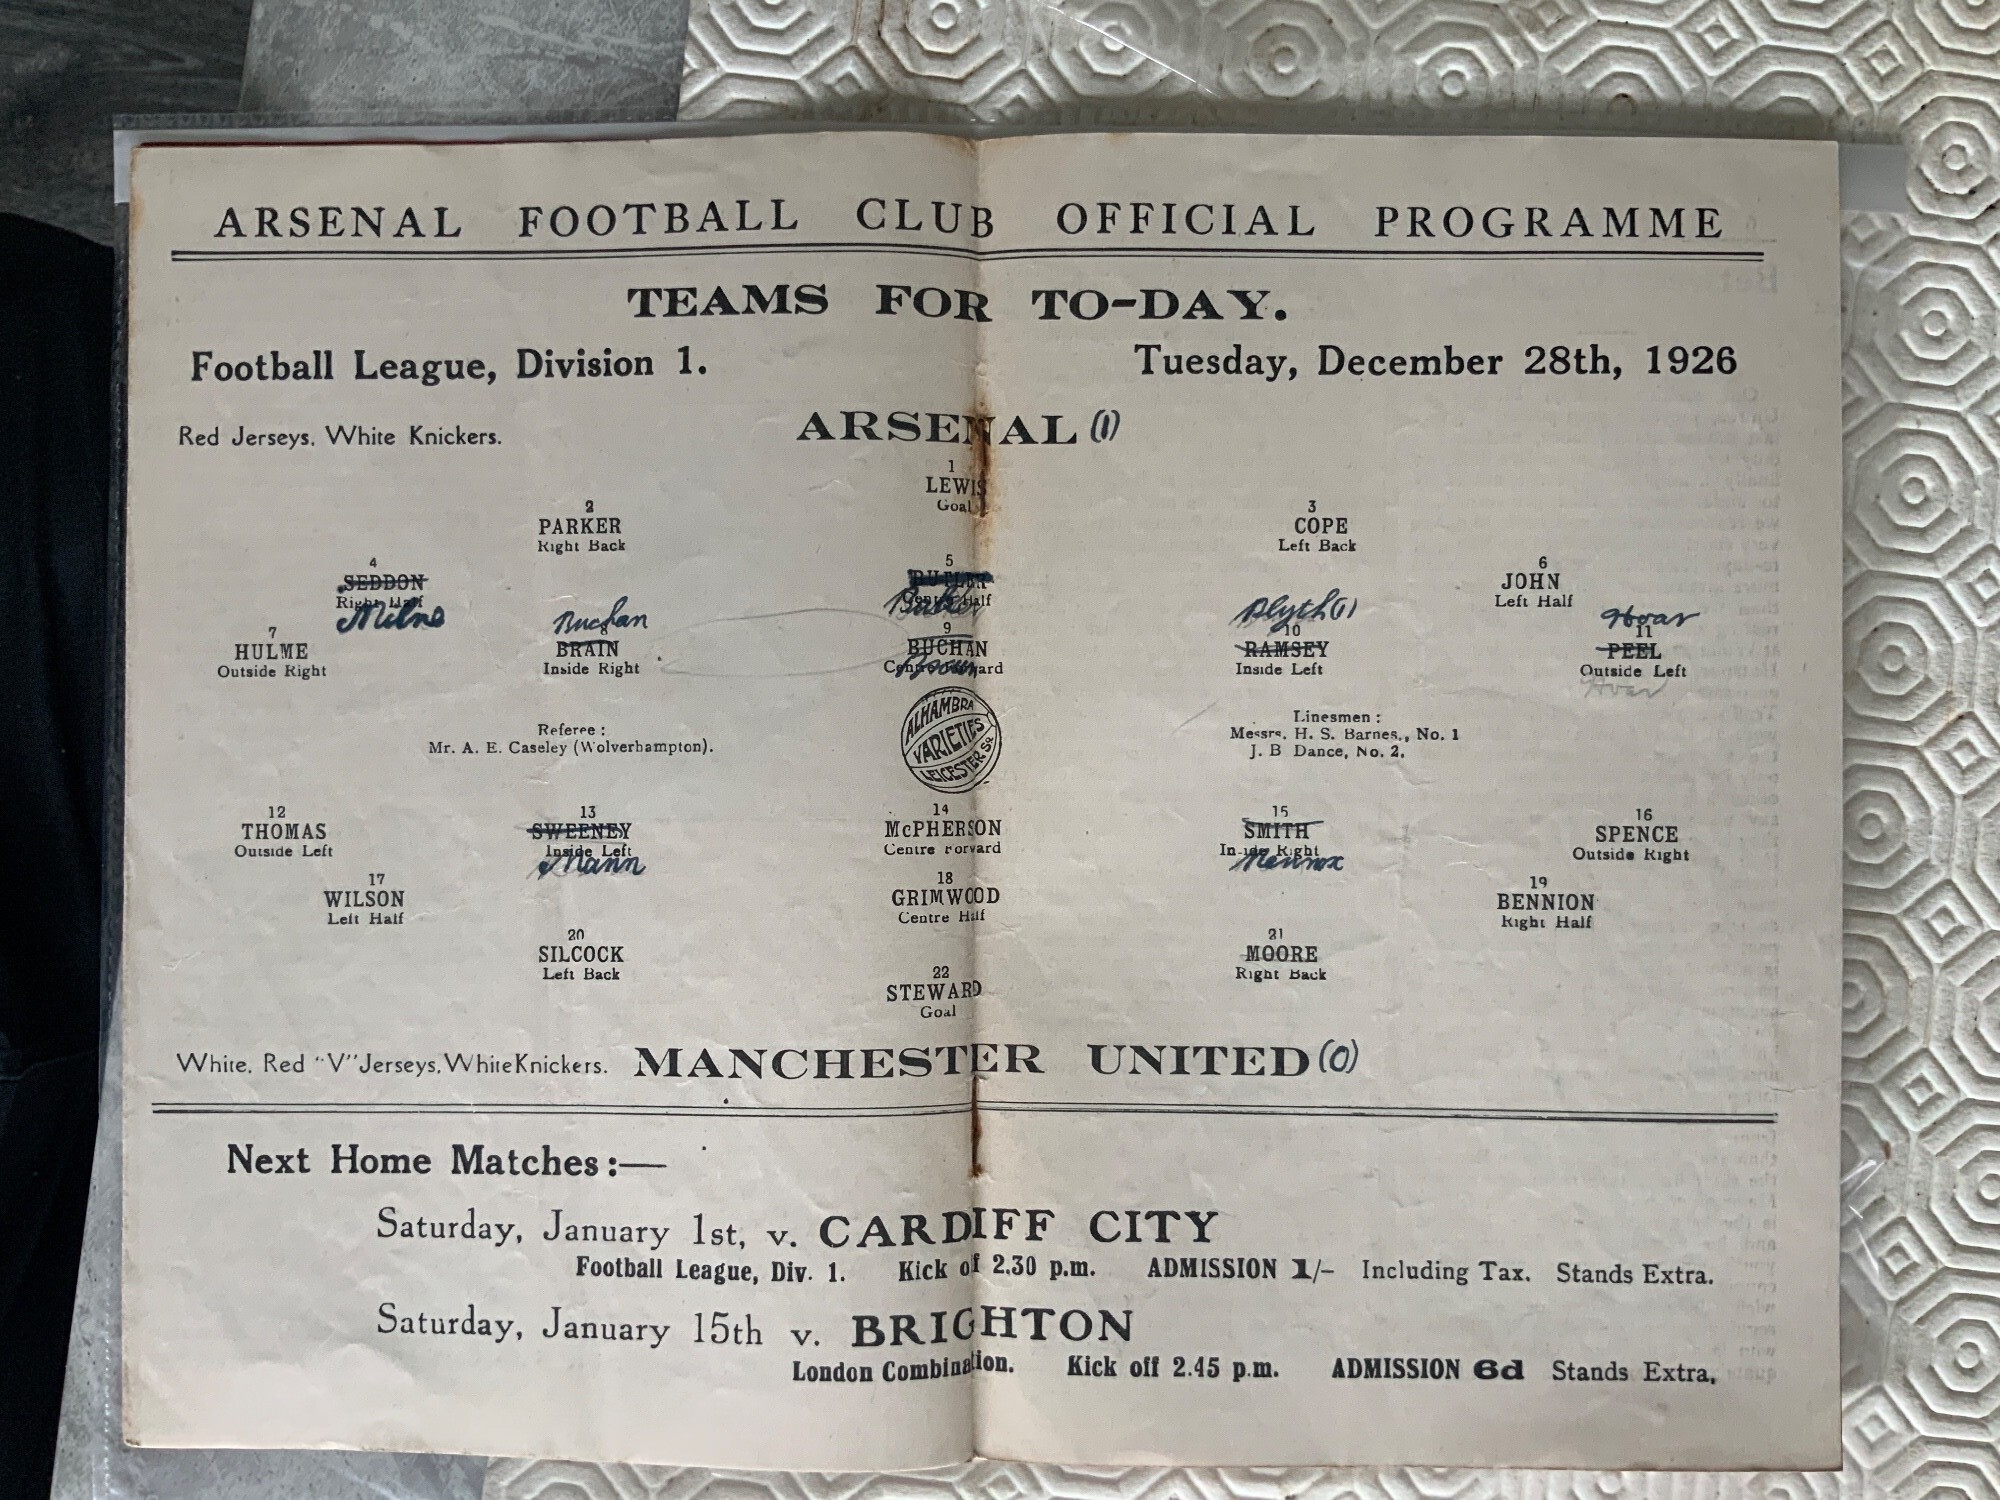 ARSENAL FOOTBALL CLUB OFFICIAL PROGRAMME
TEAMS FOR TO-DAY.
Football League, Division 1. Tuesday, December 28th, 1926
Red Jerseys. White Knickers. ARSENAL (1)
1
LEWIS
Goal
2 3
PARKER COPE
Right Back Left Back
4 5 6
SEDDON BUTLER JOHN
Right Half Centre Half Left Half
Milne Butler
Buchan Blyth (1) Hoar
7 8 9 10 11
HULME BRAIN BUCHAN RAMSEY PEEL
Outside Right Inside Right Centre Forward Inside Left Outside Left
Brown Hoar
Referee : Linesmen :
Mr. A. E. Caseley (Wolverhampton). Messrs. H. S. Barnes,, No. 1
J. B Dance, No. 2.
ALHAMBRA
VARIETIES
LEICESTER SQ
12 13 14 15 16
THOMAS SWEENEY McPHERSON SMITH SPENCE
Outside Left Inside Left Centre Forward Inside Right Outside Right
Mann Rennox
17 18 19
WILSON GRIMWOOD BENNION
Left Half Centre Half Right Half
20 21
SILCOCK MOORE
Left Back Right Back
22
STEWARD
Goal
White, Red "V" Jerseys, White Knickers. MANCHESTER UNITED (0)
Next Home Matches :—
Saturday, January 1st, v. CARDIFF CITY
Football League, Div. 1. Kick of 2.30 p.m. ADMISSION 1/- Including Tax. Stands Extra.
Saturday, January 15th v. BRIGHTON
London Combination. Kick off 2.45 p.m. ADMISSION 6d Stands Extra,